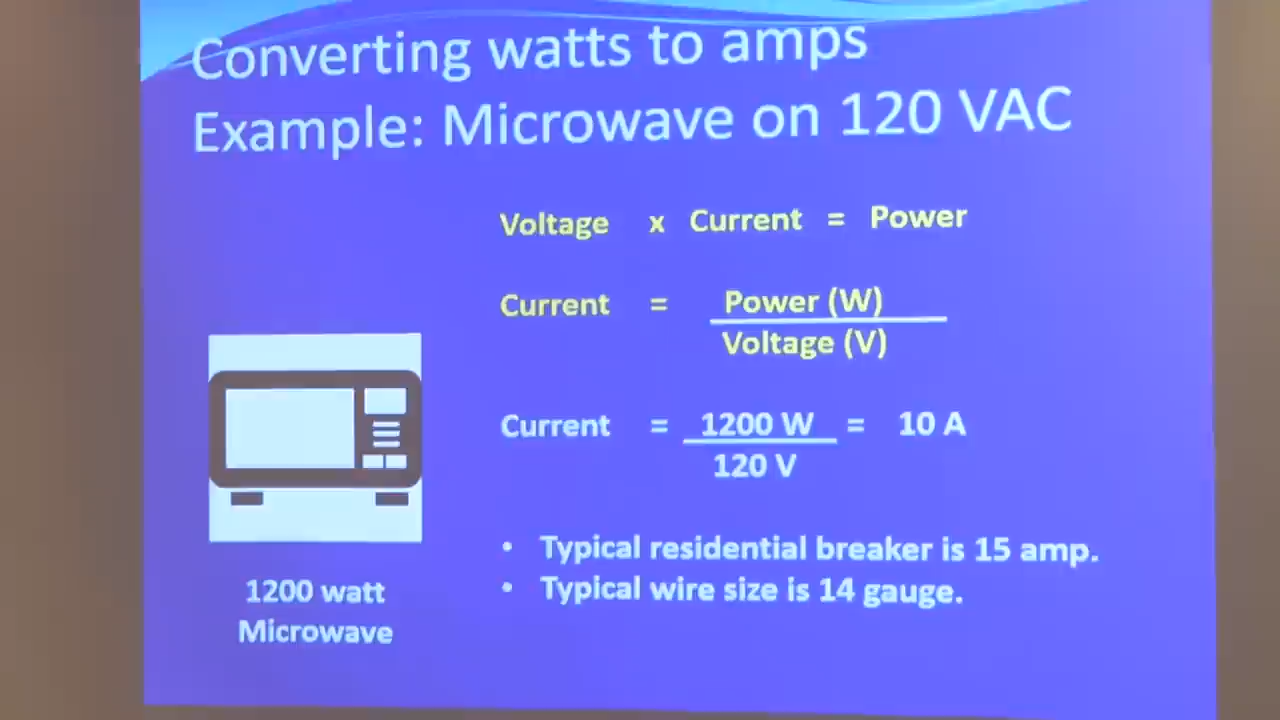 Converting watts to amps
Example: Microwave on 120 VAC
Voltage x Current = Power
Current = Power (W)
Voltage (V)
Current = 1200 W = 10 A
120 V
• Typical residential breaker is 15 amp.
• Typical wire size is 14 gauge.
1200 watt
Microwave